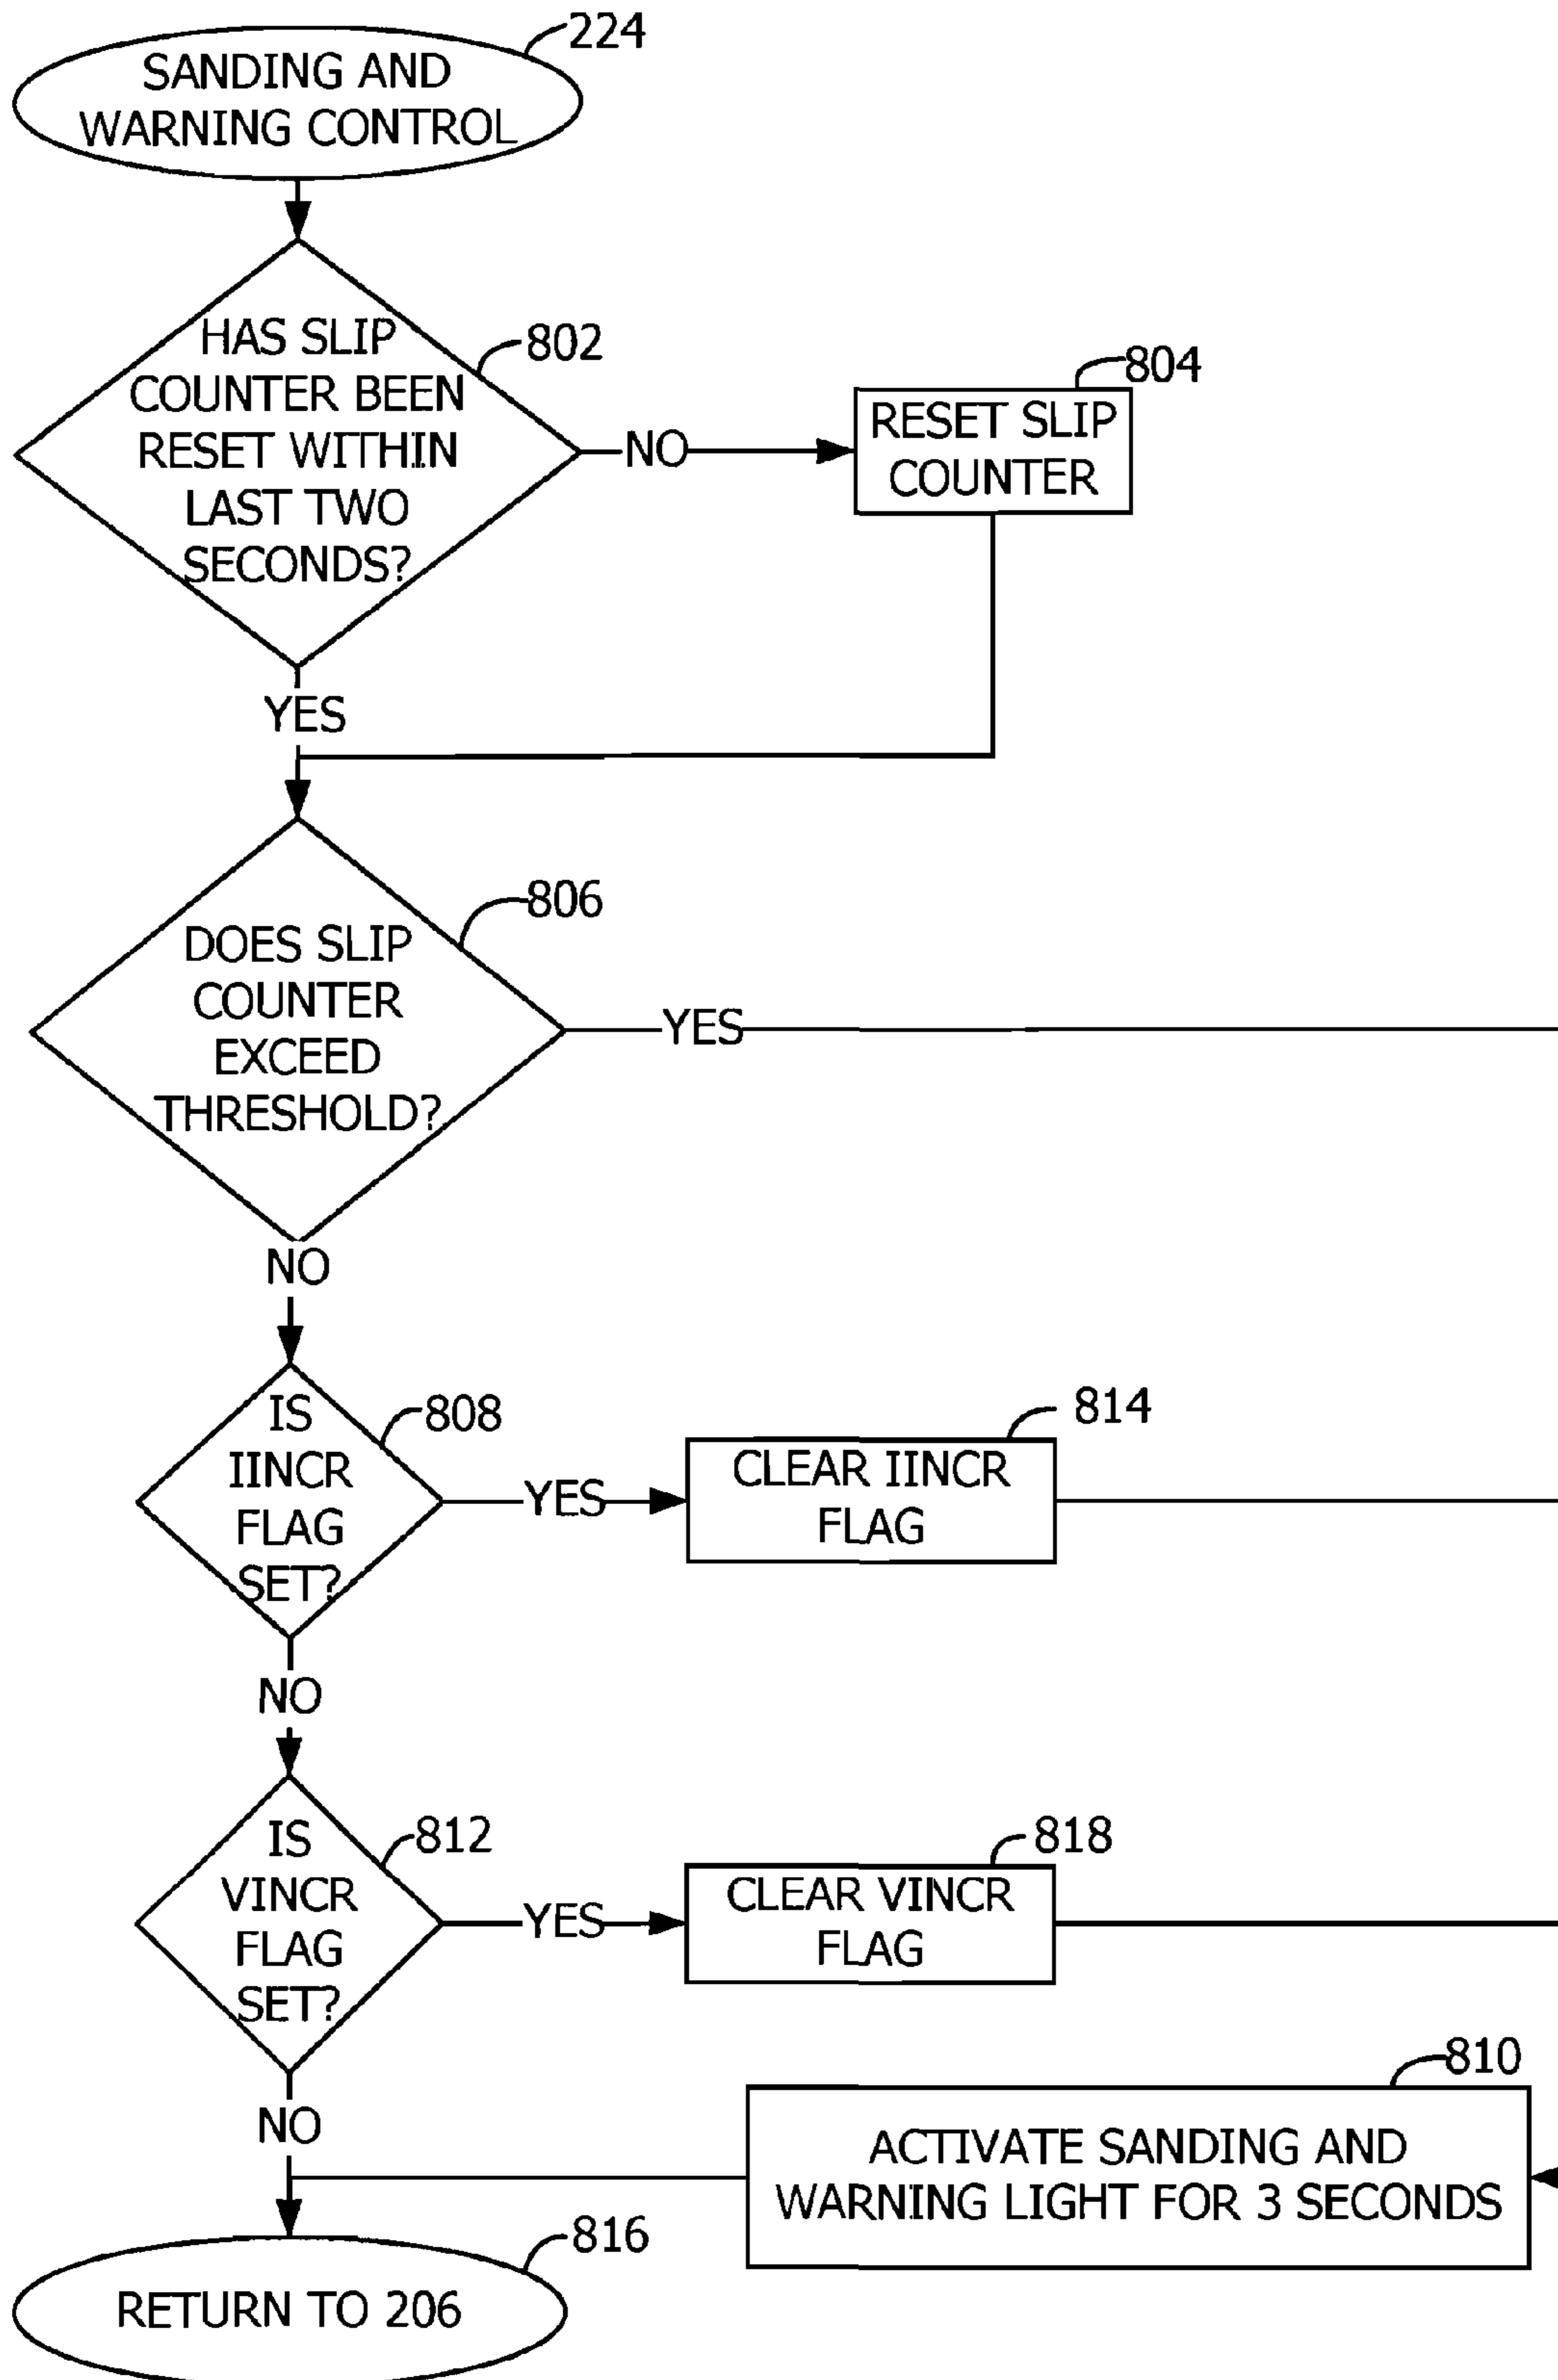 224
SANDING AND
WARNING CONTROL
HAS SLIP
COUNTER BEEN
RESET WITHIN
LAST TWO
SECONDS?
802
NO
804
RESET SLIP
COUNTER
YES
806
DOES SLIP
COUNTER
EXCEED
THRESHOLD?
YES
NO
IS
IINCR
FLAG
SET?
808
YES
814
CLEAR IINCR
FLAG
NO
IS
VINCR
FLAG
SET?
812
YES
818
CLEAR VINCR
FLAG
NO
810
ACTIVATE SANDING AND
WARNING LIGHT FOR 3 SECONDS
816
RETURN TO 206